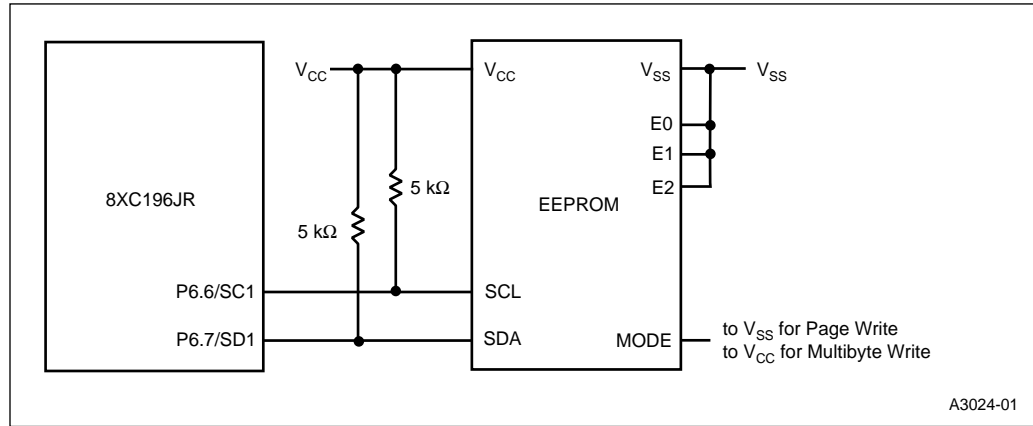 V_CC
V_CC
V_SS
V_SS
E0
E1
E2
8XC196JR
5 kΩ
EEPROM
5 kΩ
P6.6/SC1
SCL
P6.7/SD1
SDA
MODE
to V_SS for Page Write
to V_CC for Multibyte Write
A3024-01